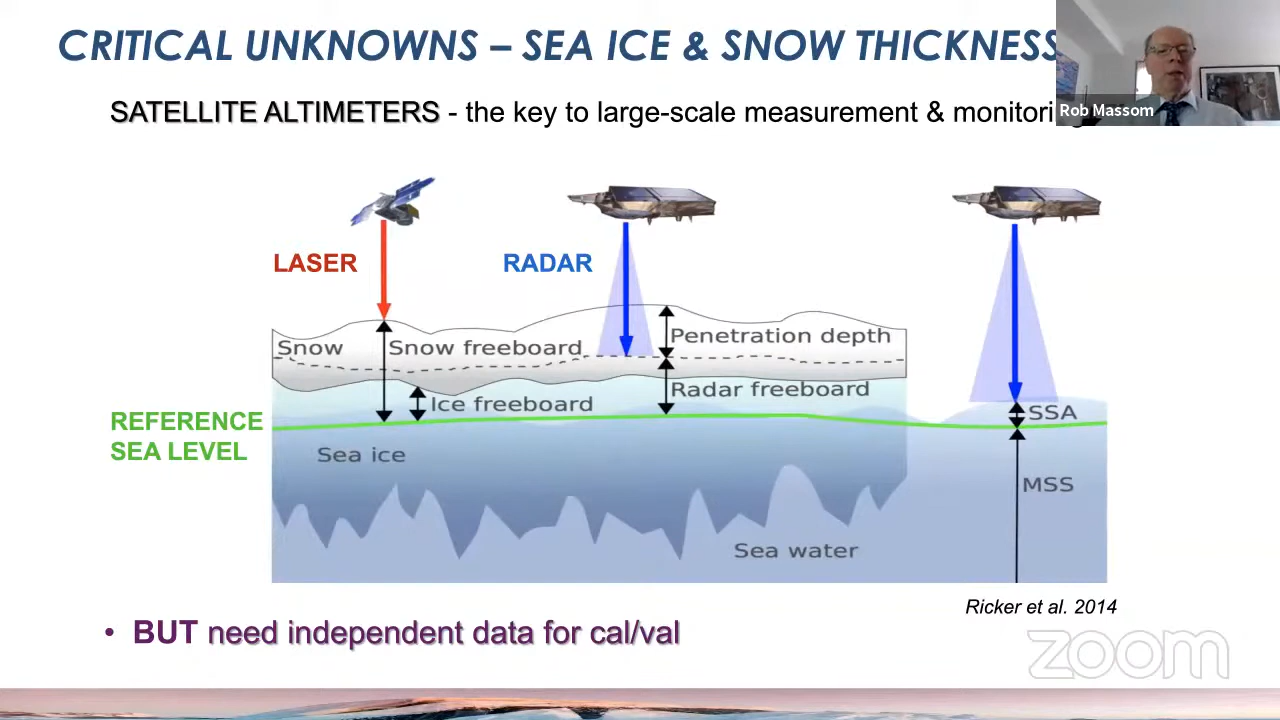 CRITICAL UNKNOWNS – SEA ICE & SNOW THICKNESS
SATELLITE ALTIMETERS - the key to large-scale measurement & monitoring
Rob Massom
LASER
RADAR
Snow
Snow freeboard
Penetration depth
Ice freeboard
Radar freeboard
REFERENCE
SEA LEVEL
SSA
Sea ice
MSS
Sea water
Ricker et al. 2014
• BUT need independent data for cal/val
zoom